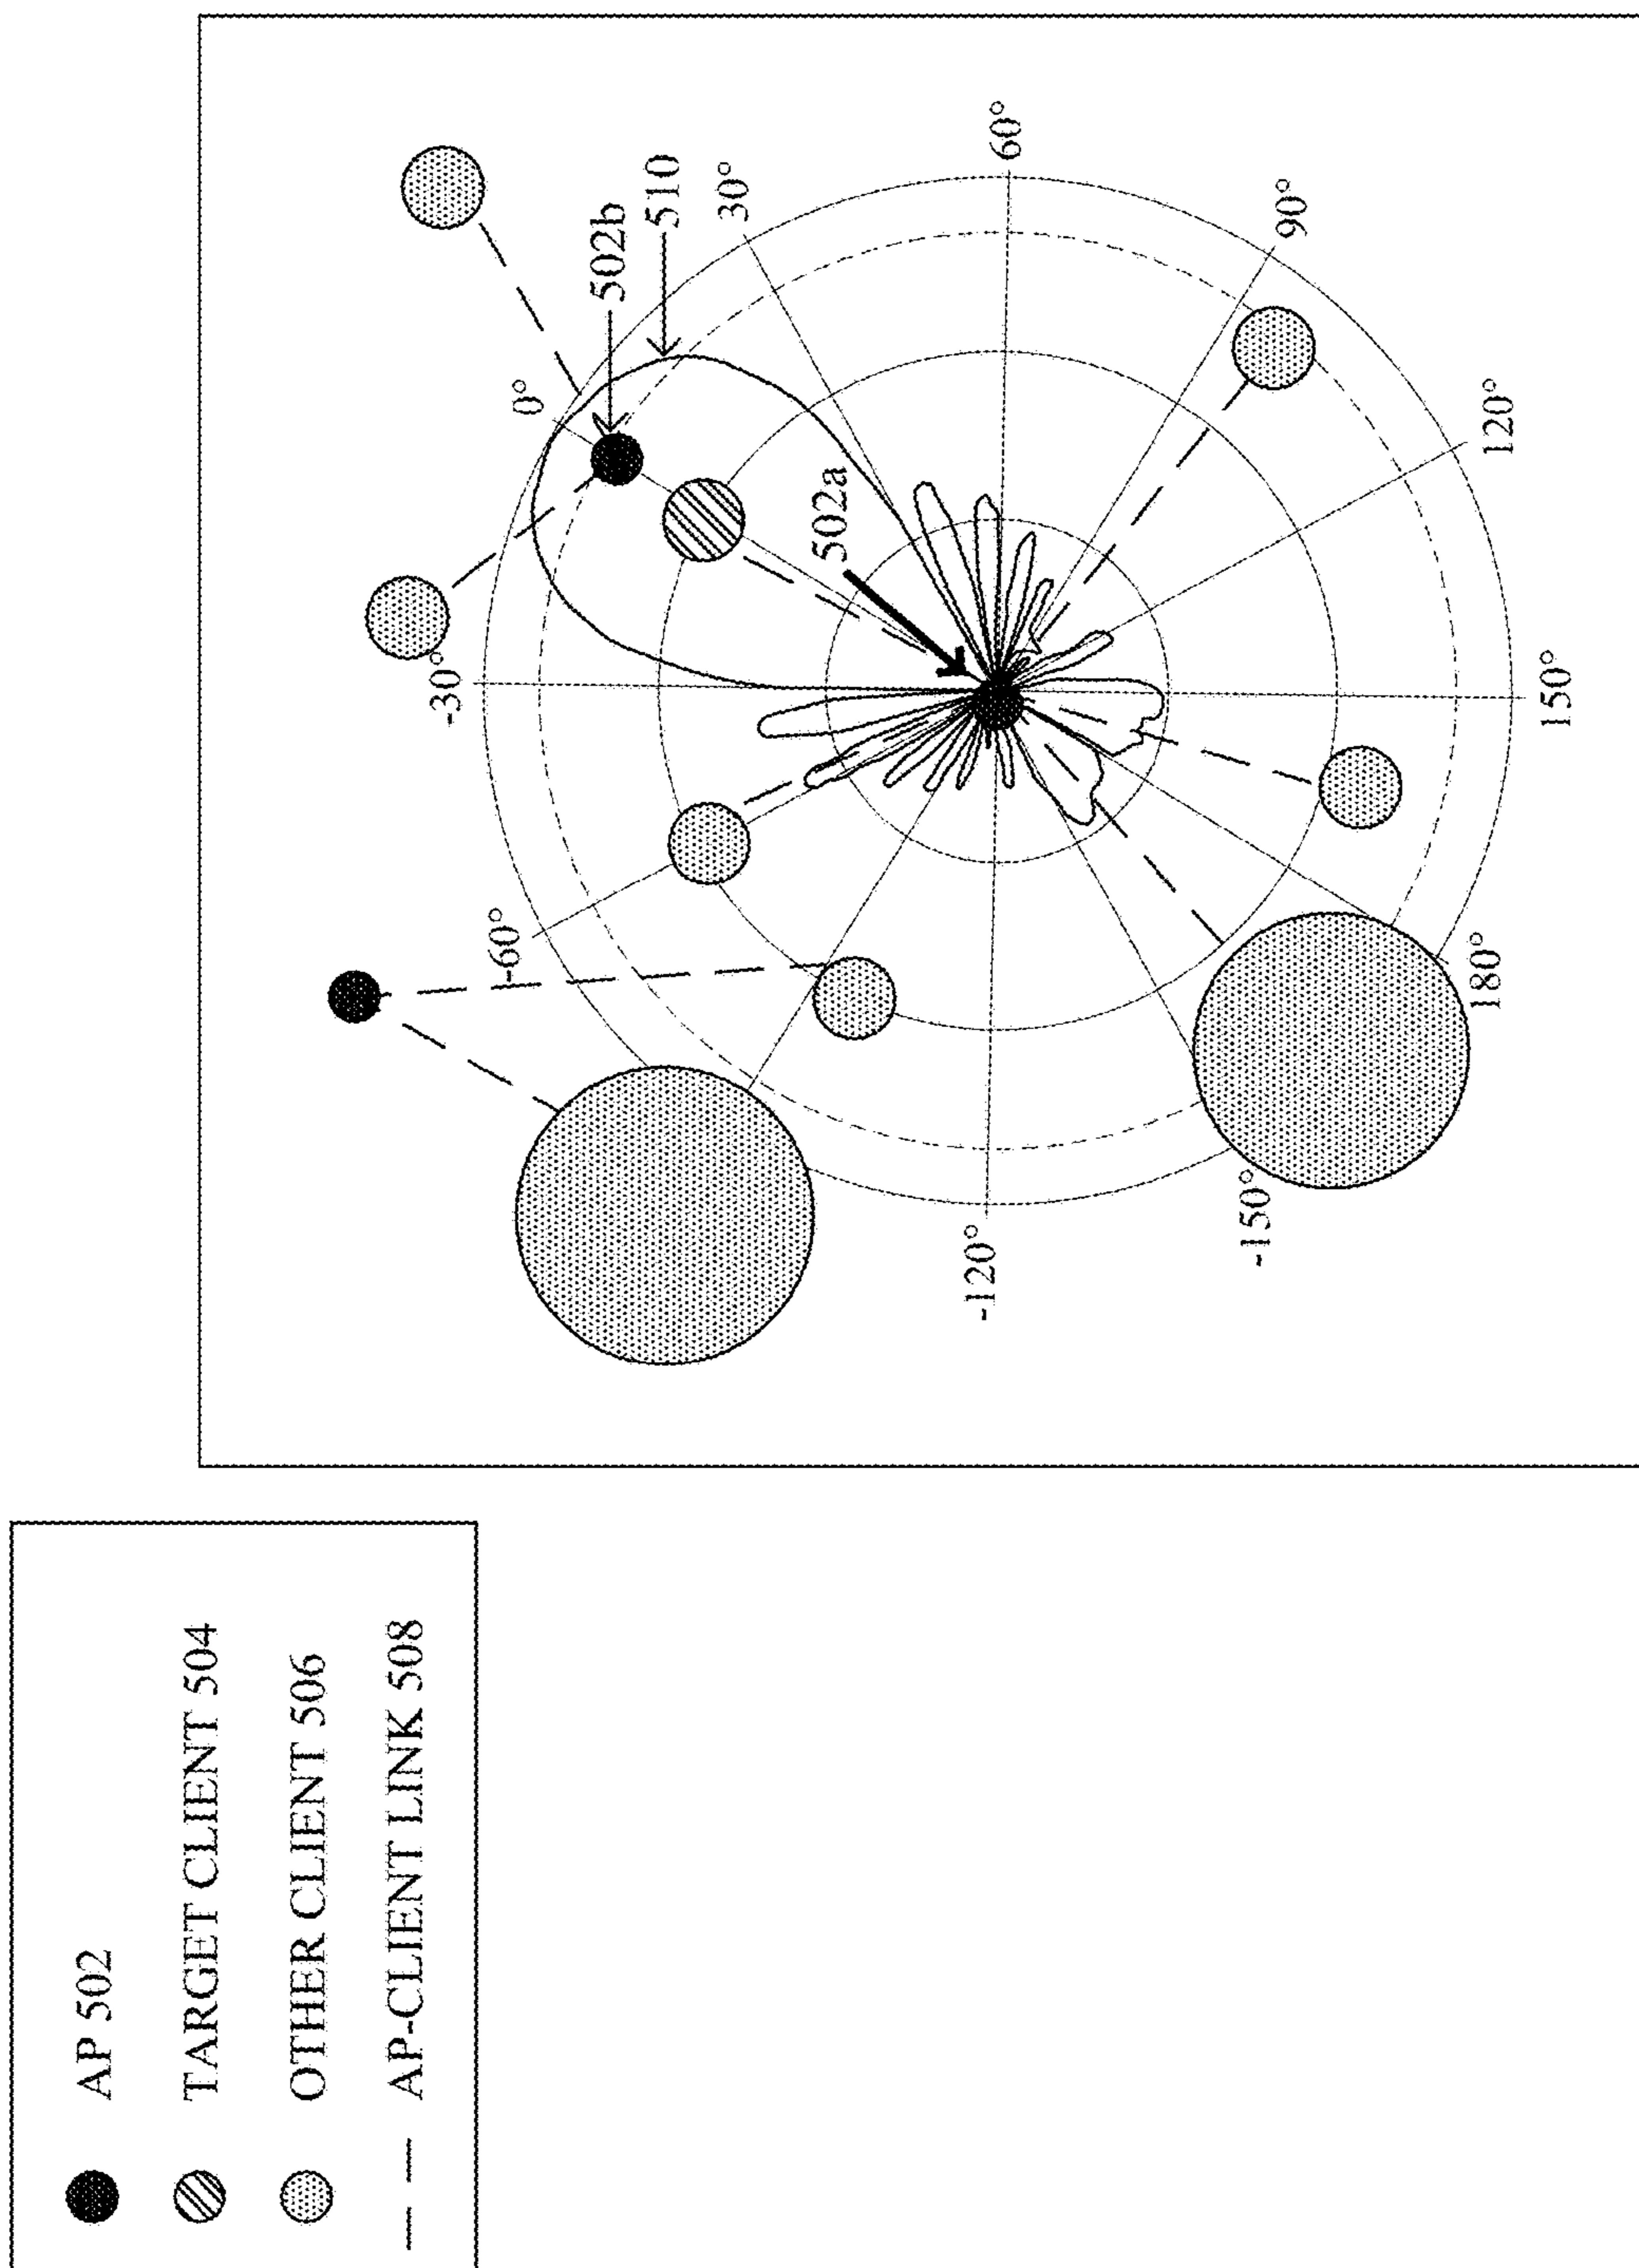 AP 502
TARGET CLIENT 504
OTHER CLIENT 506
AP-CLIENT LINK 508
-30°
0°
502b
510
30°
-60°
502a
60°
90°
-120°
120°
-150°
180°
150°